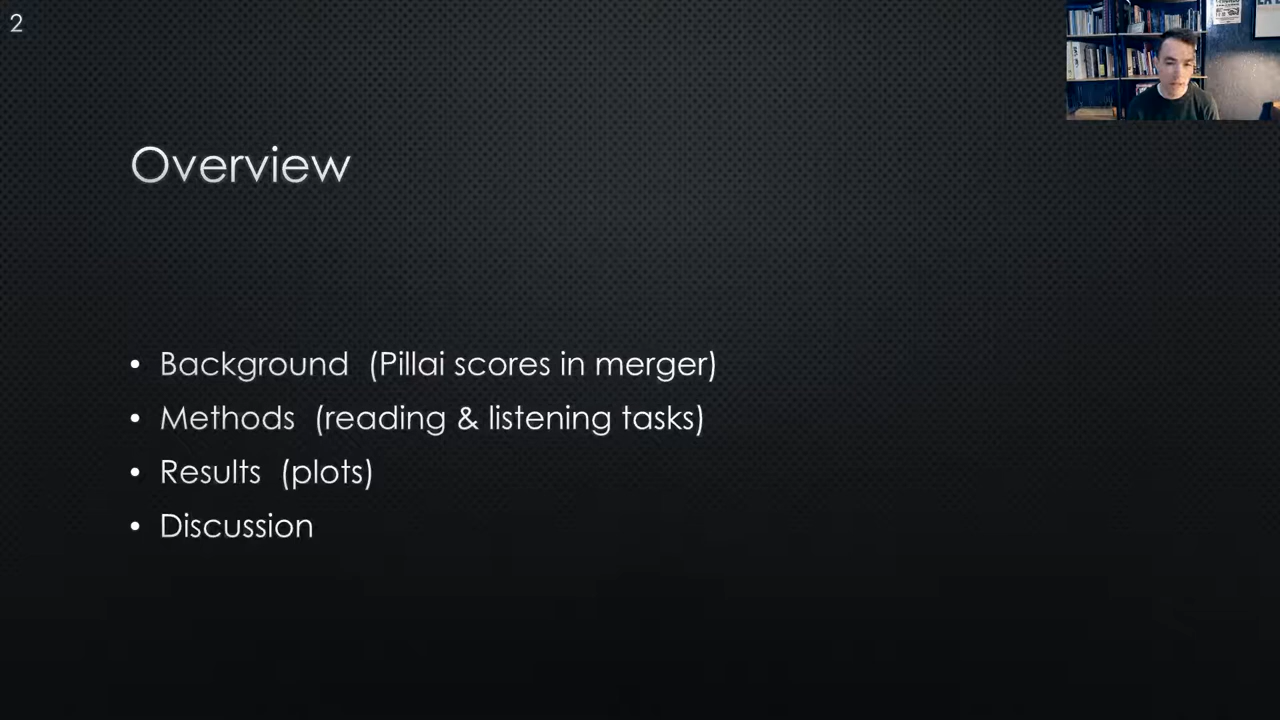 2
Overview
• Background (Pillai scores in merger)
• Methods (reading & listening tasks)
• Results (plots)
• Discussion